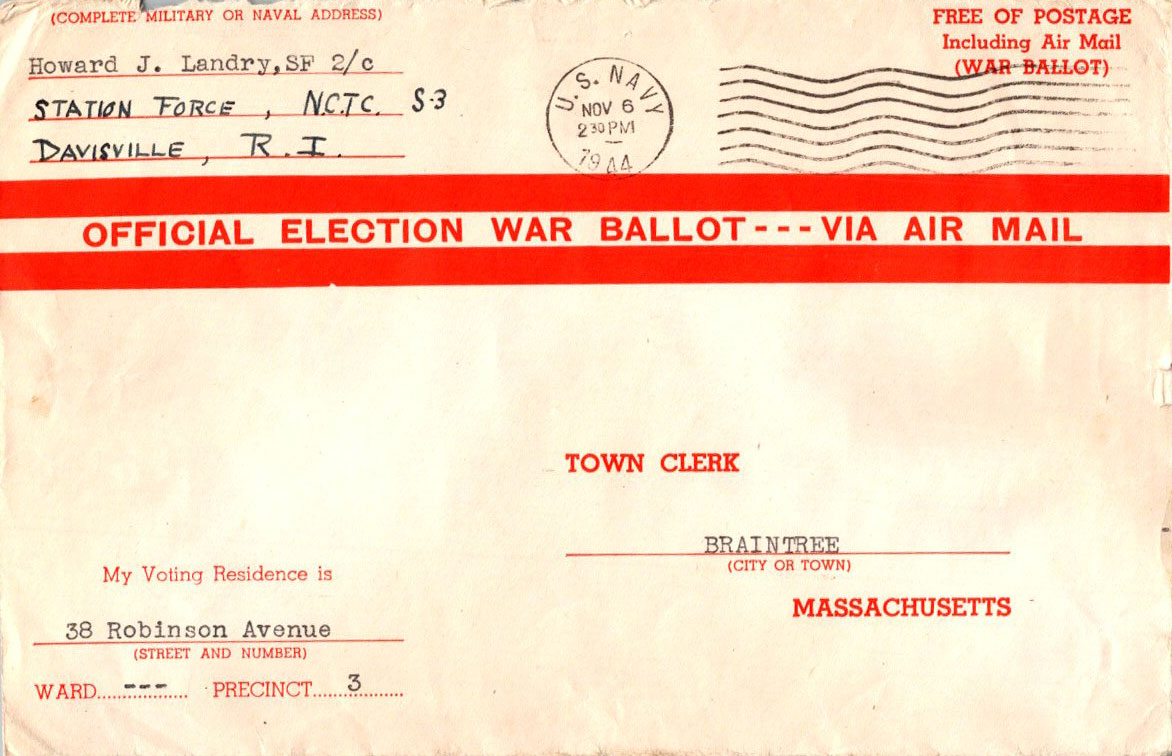 (COMPLETE MILITARY OR NAVAL ADDRESS)
Howard J. Landry, SF 2/c
STATION FORCE, N.C.T.C. S-3
DAVISVILLE, R.I.
U.S. NAVY
NOV 6
2 30 PM
1944
FREE OF POSTAGE
Including Air Mail
(WAR BALLOT)
OFFICIAL ELECTION WAR BALLOT---VIA AIR MAIL
TOWN CLERK
BRAINTREE
(CITY OR TOWN)
MASSACHUSETTS
My Voting Residence is
38 Robinson Avenue
(STREET AND NUMBER)
WARD....---.... PRECINCT.....3.........